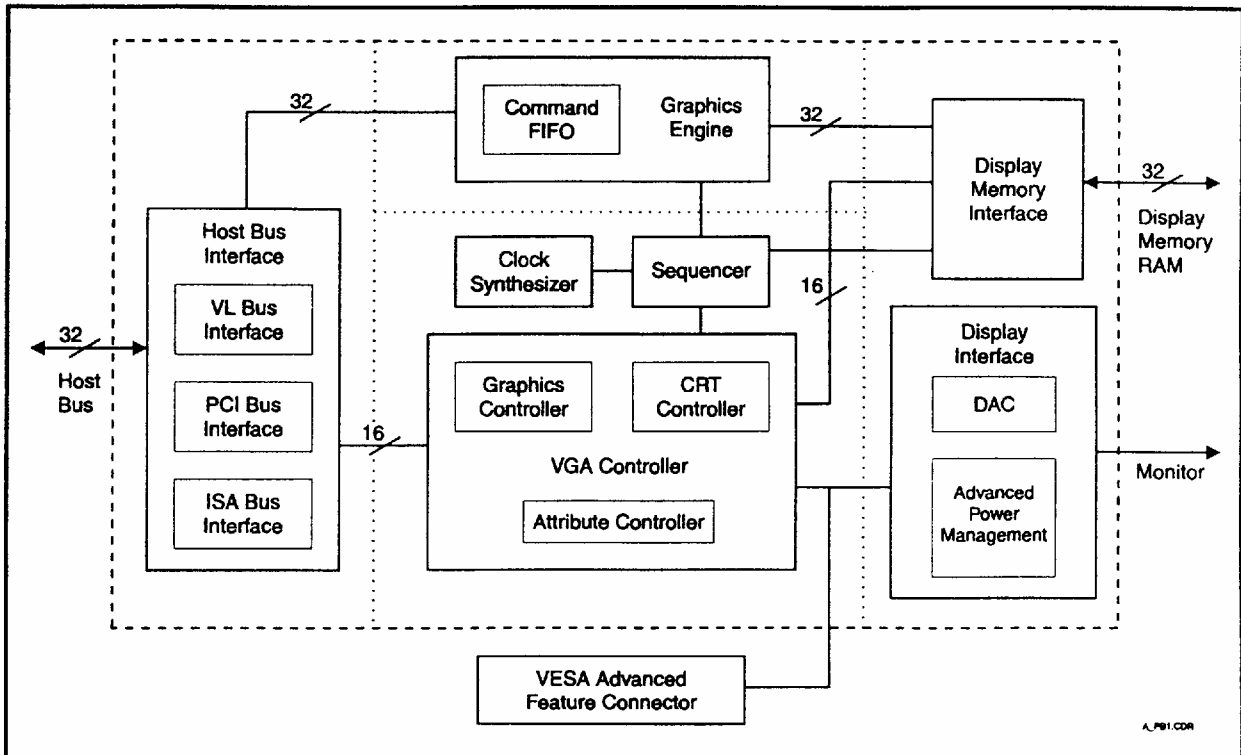 32
Command
FIFO
Graphics
Engine
32
Display
Memory
Interface
32
Display
Memory
RAM
Host Bus
Interface
VL Bus
Interface
PCI Bus
Interface
ISA Bus
Interface
32
Host
Bus
16
Clock
Synthesizer
Sequencer
16
Graphics
Controller
CRT
Controller
VGA Controller
Attribute Controller
Display
Interface
DAC
Advanced
Power
Management
Monitor
VESA Advanced
Feature Connector
A_PB1.CDR